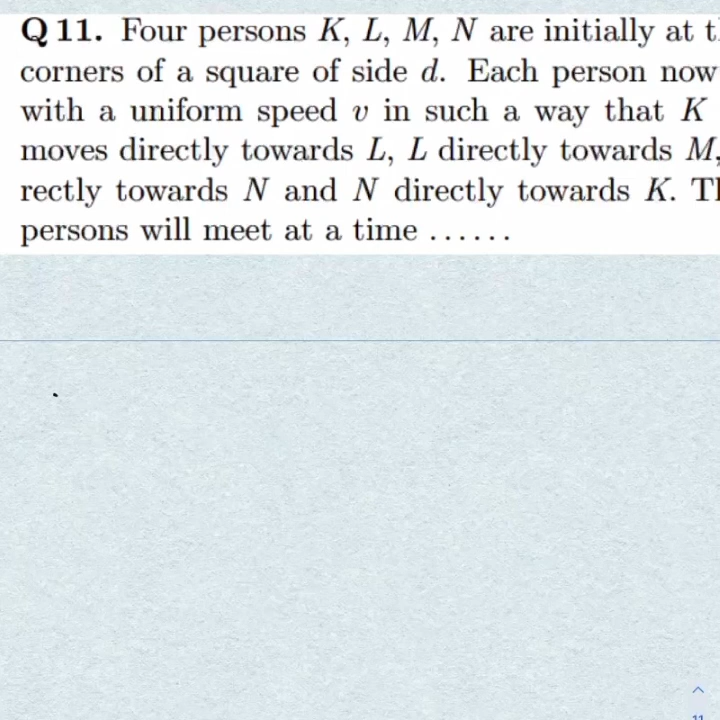 Q 11. Four persons K, L, M, N are initially at
corners of a square of side d. Each person now
with a uniform speed v in such a way that K
moves directly towards L, L directly towards M,
rectly towards N and N directly towards K.
persons will meet at a time ......